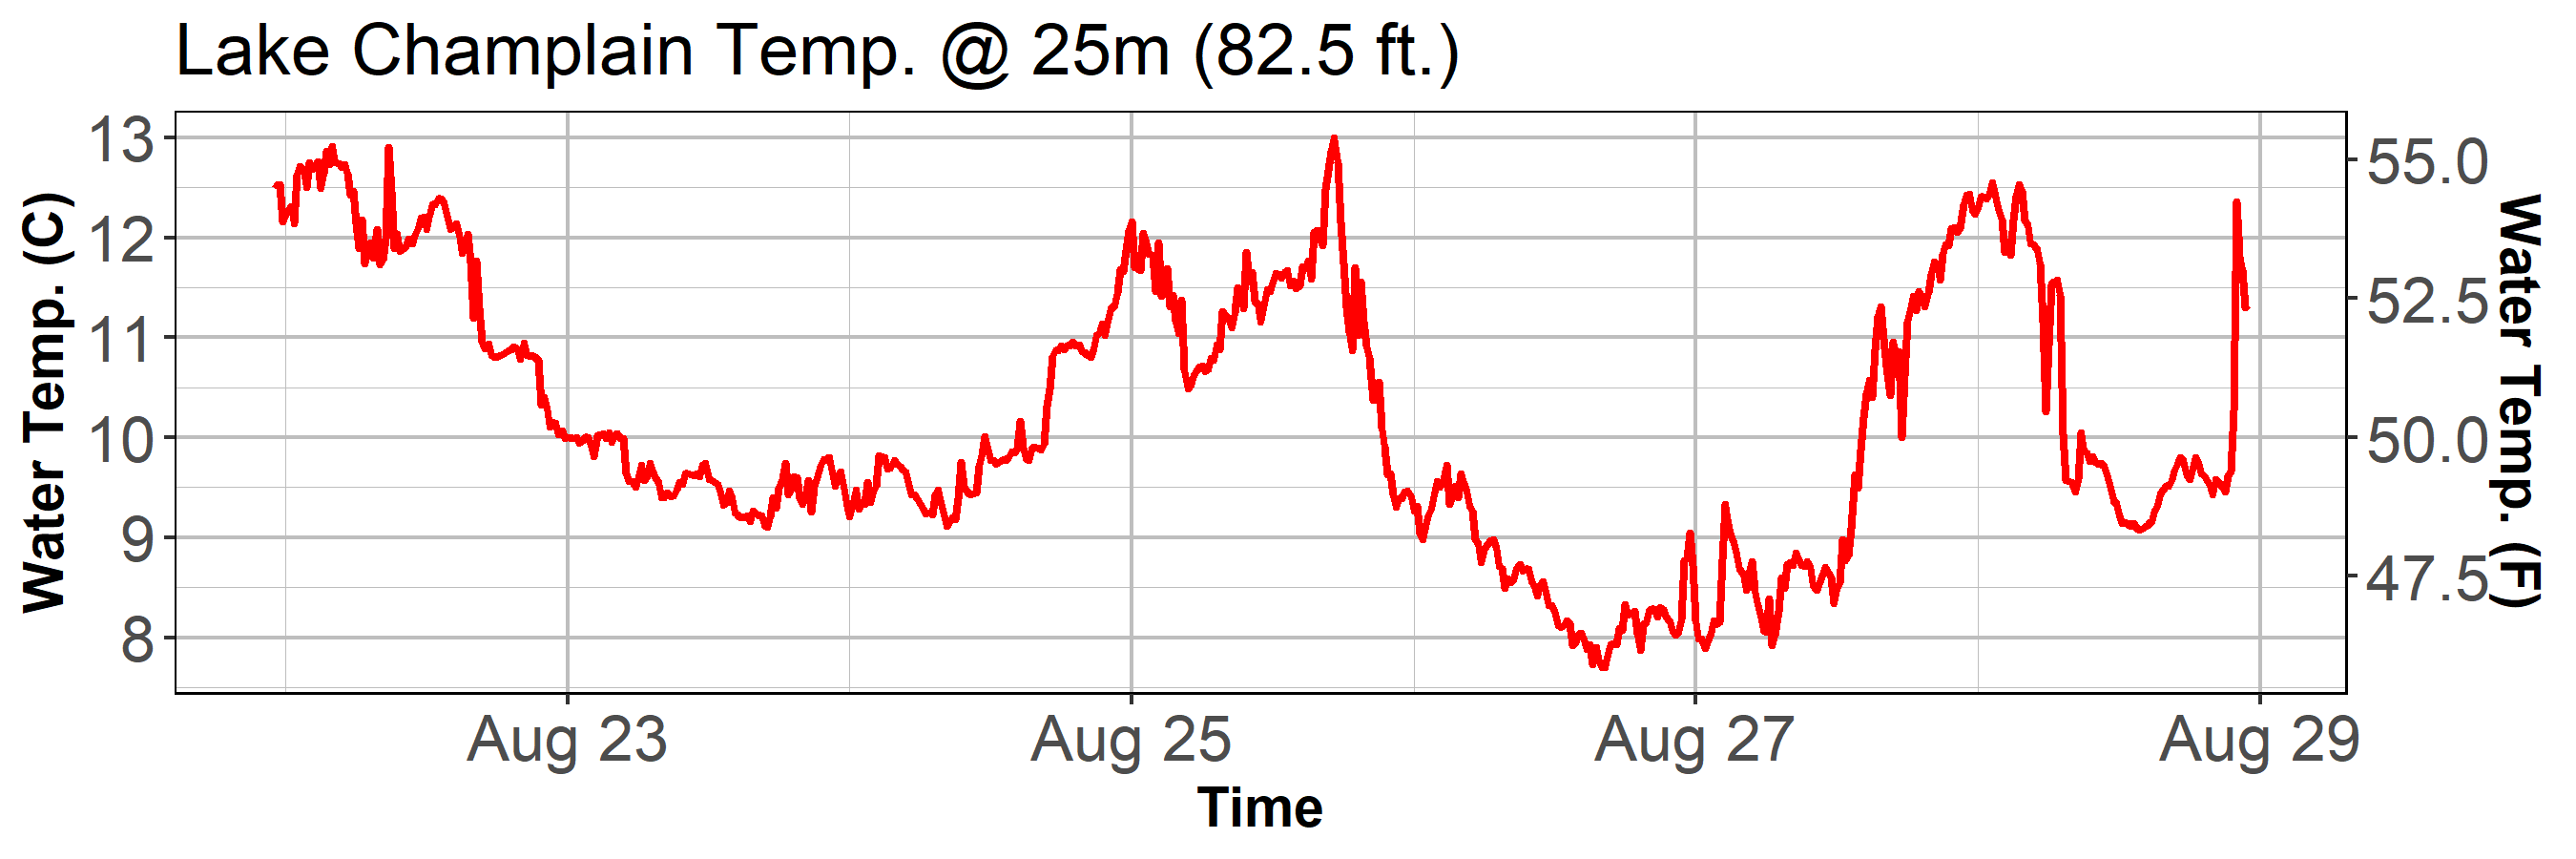 Lake Champlain Temp. @ 25m (82.5 ft.)
Water Temp. (C)
13
12
11
10
9
8
55.0
52.5
50.0
47.5
Water Temp. (F)
Aug 23
Aug 25
Aug 27
Aug 29
Time